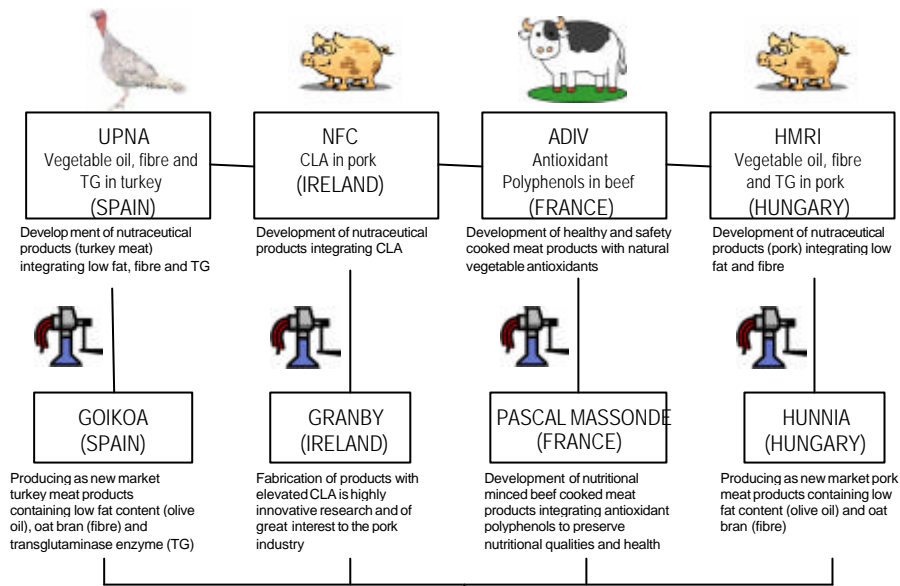 UPNA
Vegetable oil, fibre and
TG in turkey
(SPAIN)
NFC
CLA in pork
(IRELAND)
ADIV
Antioxidant
Polyphenols in beef
(FRANCE)
HMRI
Vegetable oil, fibre
and TG in pork
(HUNGARY)
Development of nutraceutical
products (turkey meat)
integrating low fat, fibre and TG
Development of nutraceutical
products integrating CLA
Development of healthy and safety
cooked meat products with natural
vegetable antioxidants
Development of nutraceutical
products (pork) integrating low
fat and fibre
GOIKOA
(SPAIN)
GRANBY
(IRELAND)
PASCAL MASSONDE
(FRANCE)
HUNNIA
(HUNGARY)
Producing as new market
turkey meat products
containing low fat content (olive
oil), oat bran (fibre) and
transglutaminase enzyme (TG)
Fabrication of products with
elevated CLA is highly
innovative research and of
great interest to the pork
industry
Development of nutritional
minced beef cooked meat
products integrating antioxidant
polyphenols to preserve
nutritional qualities and health
Producing as new market pork
meat products containing low
fat content (olive oil) and oat
bran (fibre)